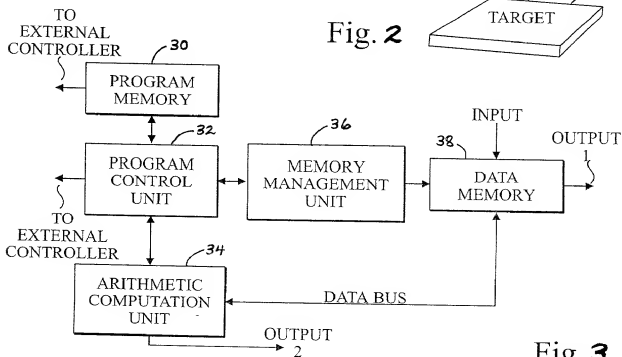 TO
EXTERNAL
CONTROLLER
30
PROGRAM
MEMORY
Fig. 2
TARGET
32
PROGRAM
CONTROL
UNIT
36
MEMORY
MANAGEMENT
UNIT
INPUT
38
DATA
MEMORY
OUTPUT
1
TO
EXTERNAL
CONTROLLER
34
ARITHMETIC
COMPUTATION
UNIT
DATA BUS
OUTPUT
2
Fig. 3